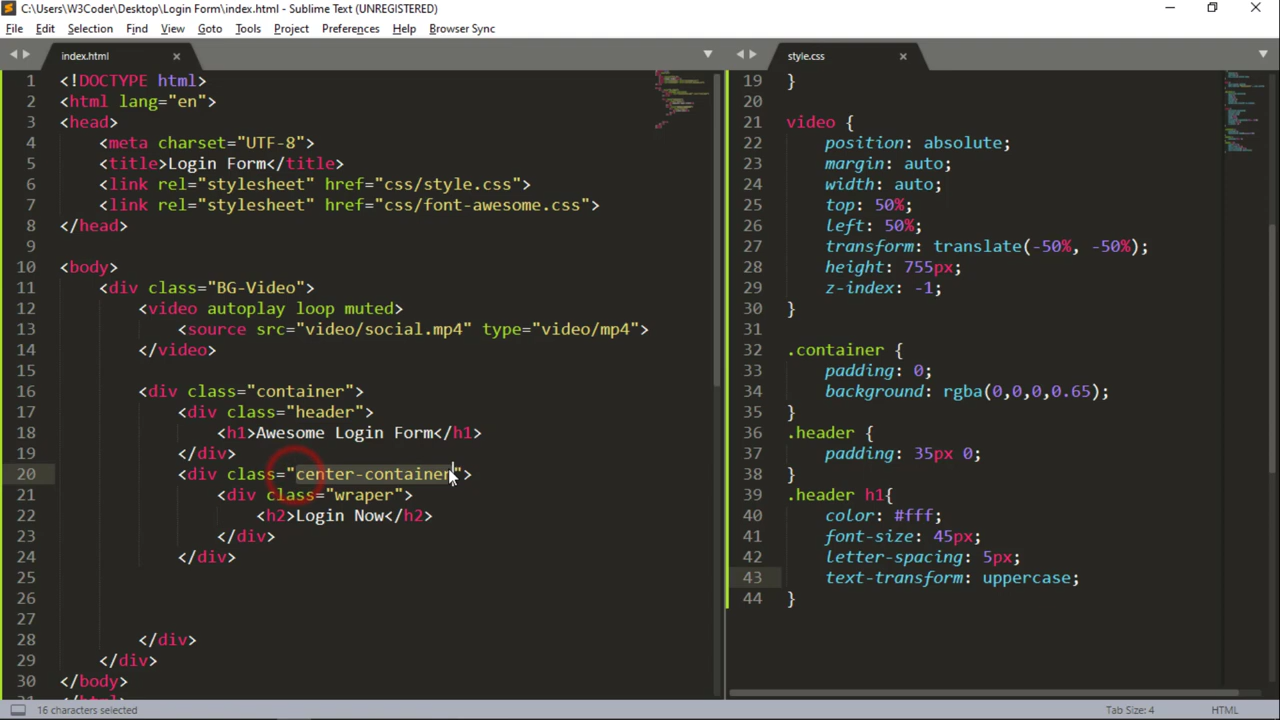 C:\Users\W3Coder\Desktop\Login Form\index.html - Sublime Text (UNREGISTERED)
File Edit Selection Find View Goto Tools Project Preferences Help Browser Sync
index.html
1 <!DOCTYPE html>
2 <html lang="en">
3 <head>
4 <meta charset="UTF-8">
5 <title>Login Form</title>
6 <link rel="stylesheet" href="css/style.css">
7 <link rel="stylesheet" href="css/font-awesome.css">
8 </head>
9
10 <body>
11 <div class="BG-Video">
12 <video autoplay loop muted>
13 <source src="video/social.mp4" type="video/mp4">
14 </video>
15
16 <div class="container">
17 <div class="header">
18 <h1>Awesome Login Form</h1>
19 </div>
20 <div class="center-container">
21 <div class="wraper">
22 <h2>Login Now</h2>
23 </div>
24 </div>
25
26
27
28 </div>
29 </div>
30 </body>
style.css
19 }
20
21 video {
22 position: absolute;
23 margin: auto;
24 width: auto;
25 top: 50%;
26 left: 50%;
27 transform: translate(-50%, -50%);
28 height: 755px;
29 z-index: -1;
30 }
31
32 .container {
33 padding: 0;
34 background: rgba(0,0,0,0.65);
35 }
36 .header {
37 padding: 35px 0;
38 }
39 .header h1{
40 color: #fff;
41 font-size: 45px;
42 letter-spacing: 5px;
43 text-transform: uppercase;
44 }
16 characters selected
Tab Size: 4
HTML